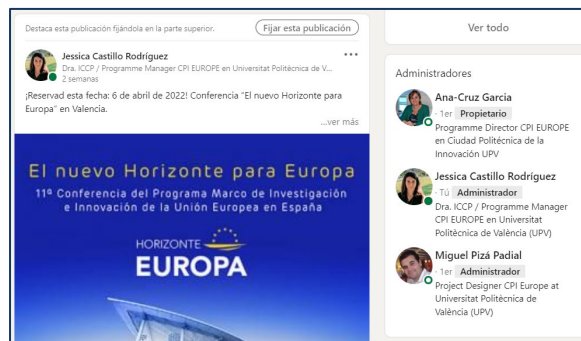 Destaca esta publicación fijándola en la parte superior.
Fijar esta publicación
Jessica Castillo Rodríguez
Dra. ICCP / Programme Manager CPI EUROPE en Universitat Politècnica de V...
2 semanas
¡Reservad esta fecha: 6 de abril de 2022! Conferencia "El nuevo Horizonte para
Europa" en Valencia.
...ver más
El nuevo Horizonte para Europa
11ª Conferencia del Programa Marco de Investigación
e Innovación de la Unión Europea en España
HORIZONTE
EUROPA
Ver todo
Administradores
Ana-Cruz Garcia
· 1er Propietario
Programme Director CPI EUROPE
en Ciudad Politécnica de la
Innovación UPV
Jessica Castillo Rodríguez
· Tú Administrador
Dra. ICCP / Programme Manager
CPI EUROPE en Universitat
Politècnica de València (UPV)
Miguel Pizá Padial
· 1er Administrador
Project Designer CPI Europe at
Universitat Politècnica de
València (UPV)